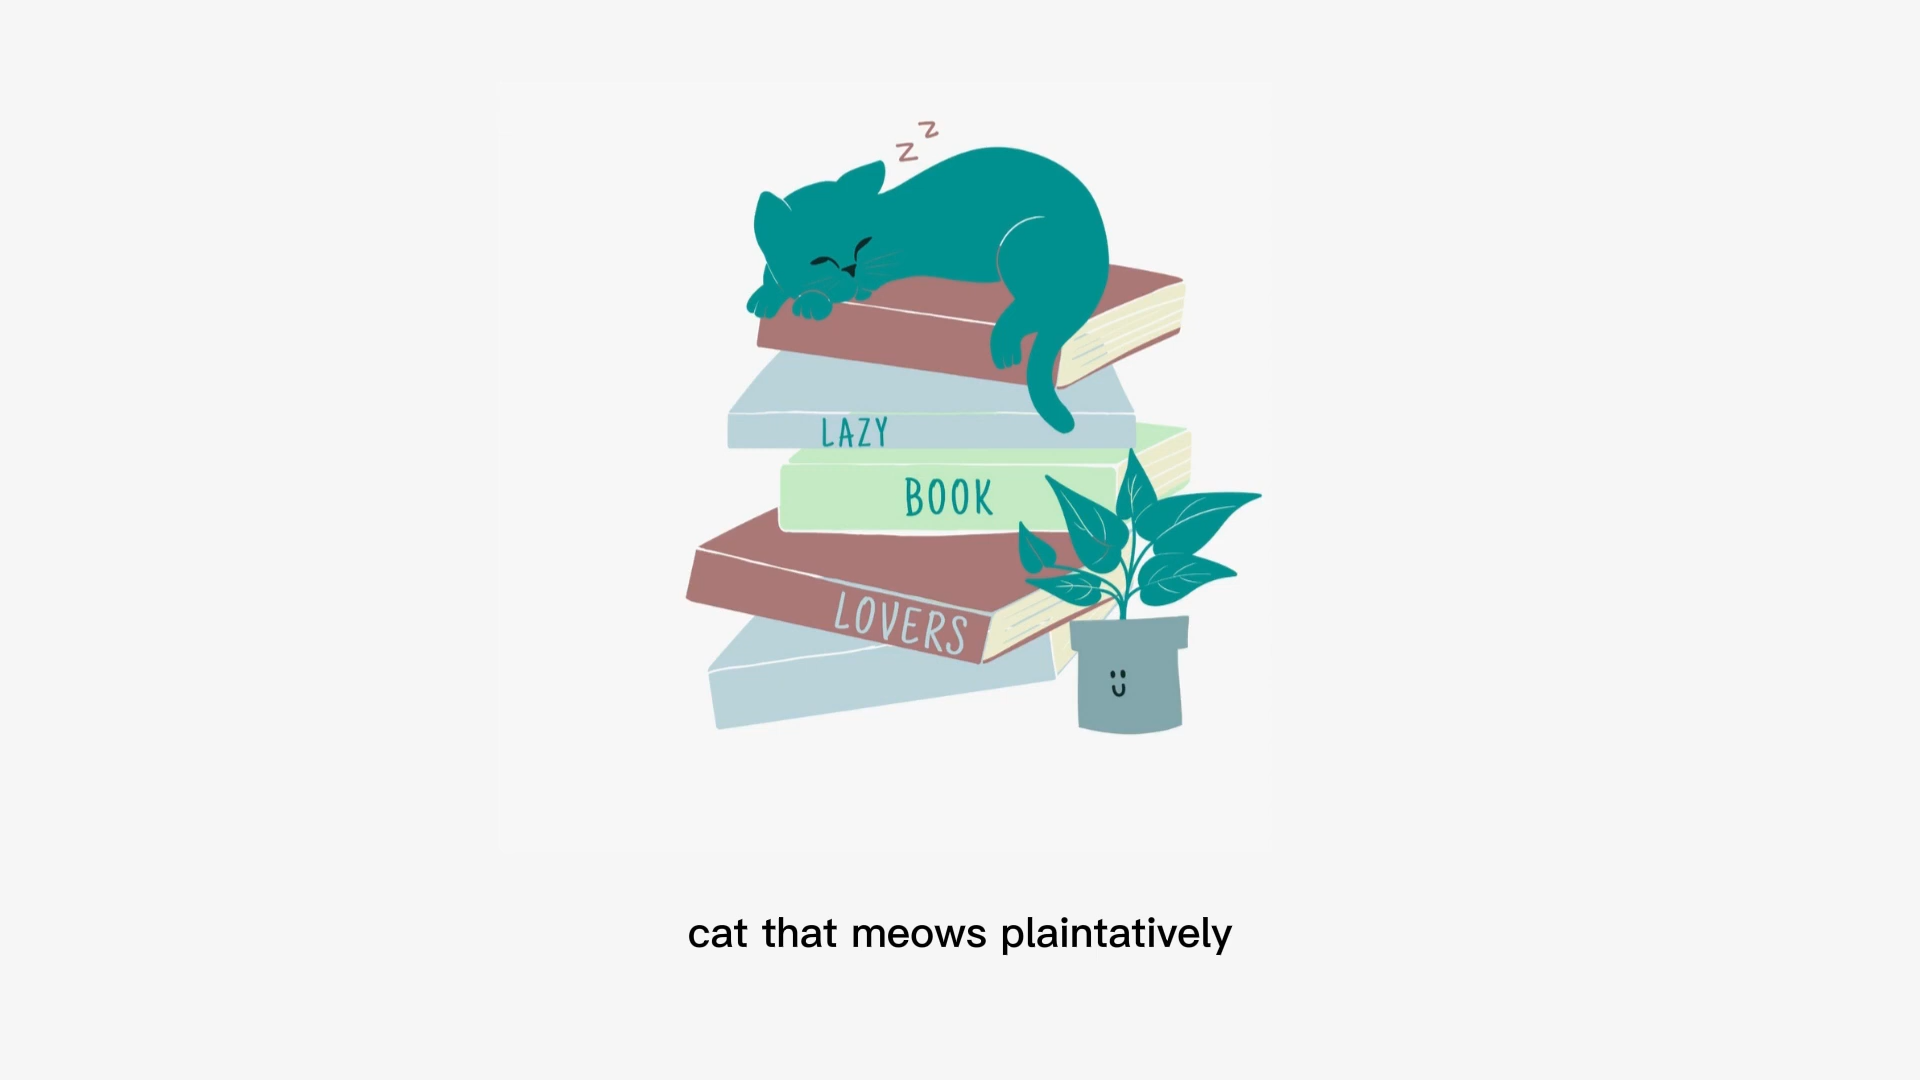 z
z
LAZY
BOOK
LOVERS
cat that meows plaintatively